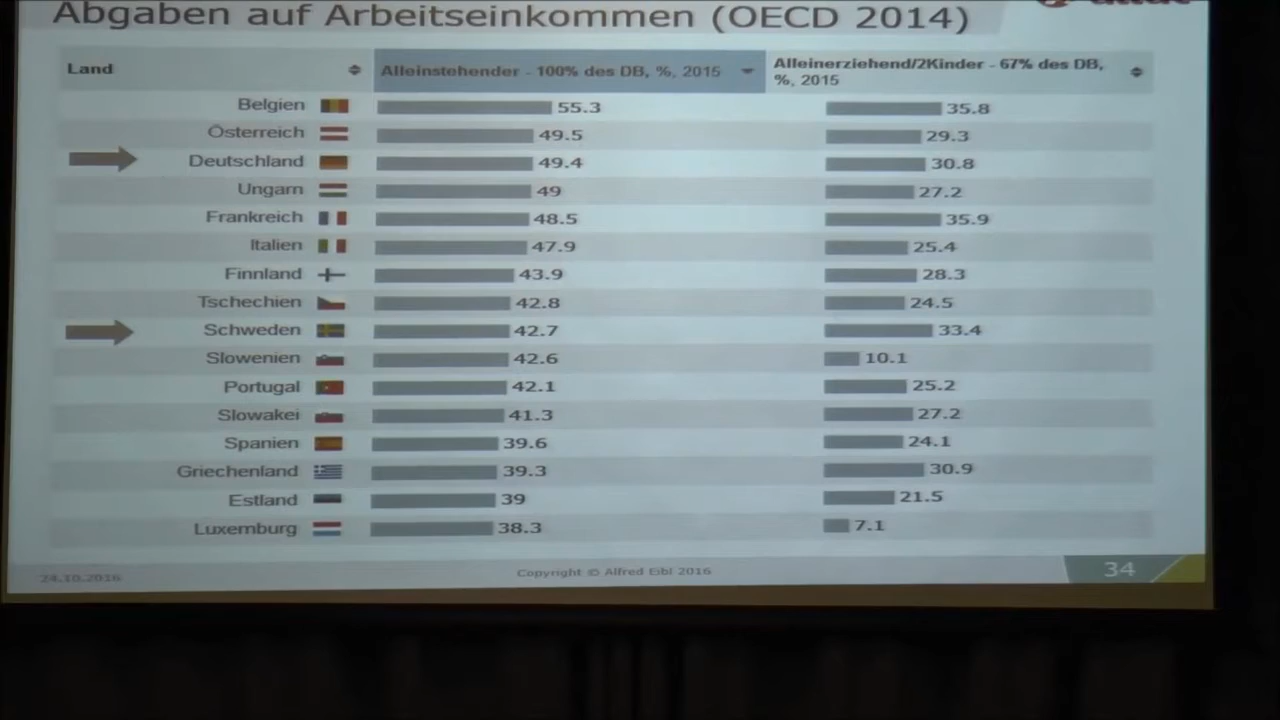 Abgaben auf Arbeitseinkommen (OECD 2014)
Land
Alleinstehender - 100% des DB, %, 2015
Alleinerziehend/2Kinder - 67% des DB,
%, 2015
Belgien 55.3 35.8
Österreich 49.5 29.3
Deutschland 49.4 30.8
Ungarn 49 27.2
Frankreich 48.5 35.9
Italien 47.9 25.4
Finnland 43.9 28.3
Tschechien 42.8 24.5
Schweden 42.7 33.4
Slowenien 42.6 10.1
Portugal 42.1 25.2
Slowakei 41.3 27.2
Spanien 39.6 24.1
Griechenland 39.3 30.9
Estland 39 21.5
Luxemburg 38.3 7.1
24.10.2016
Copyright © Alfred Eibl 2016
34